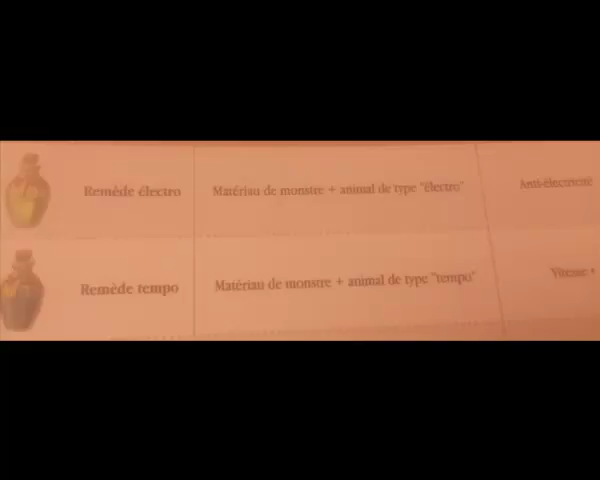 Remède électro Matériau de monstre + animal de type "électro" Anti-électricité
Remède tempo Matériau de monstre + animal de type "tempo" Vitesse +